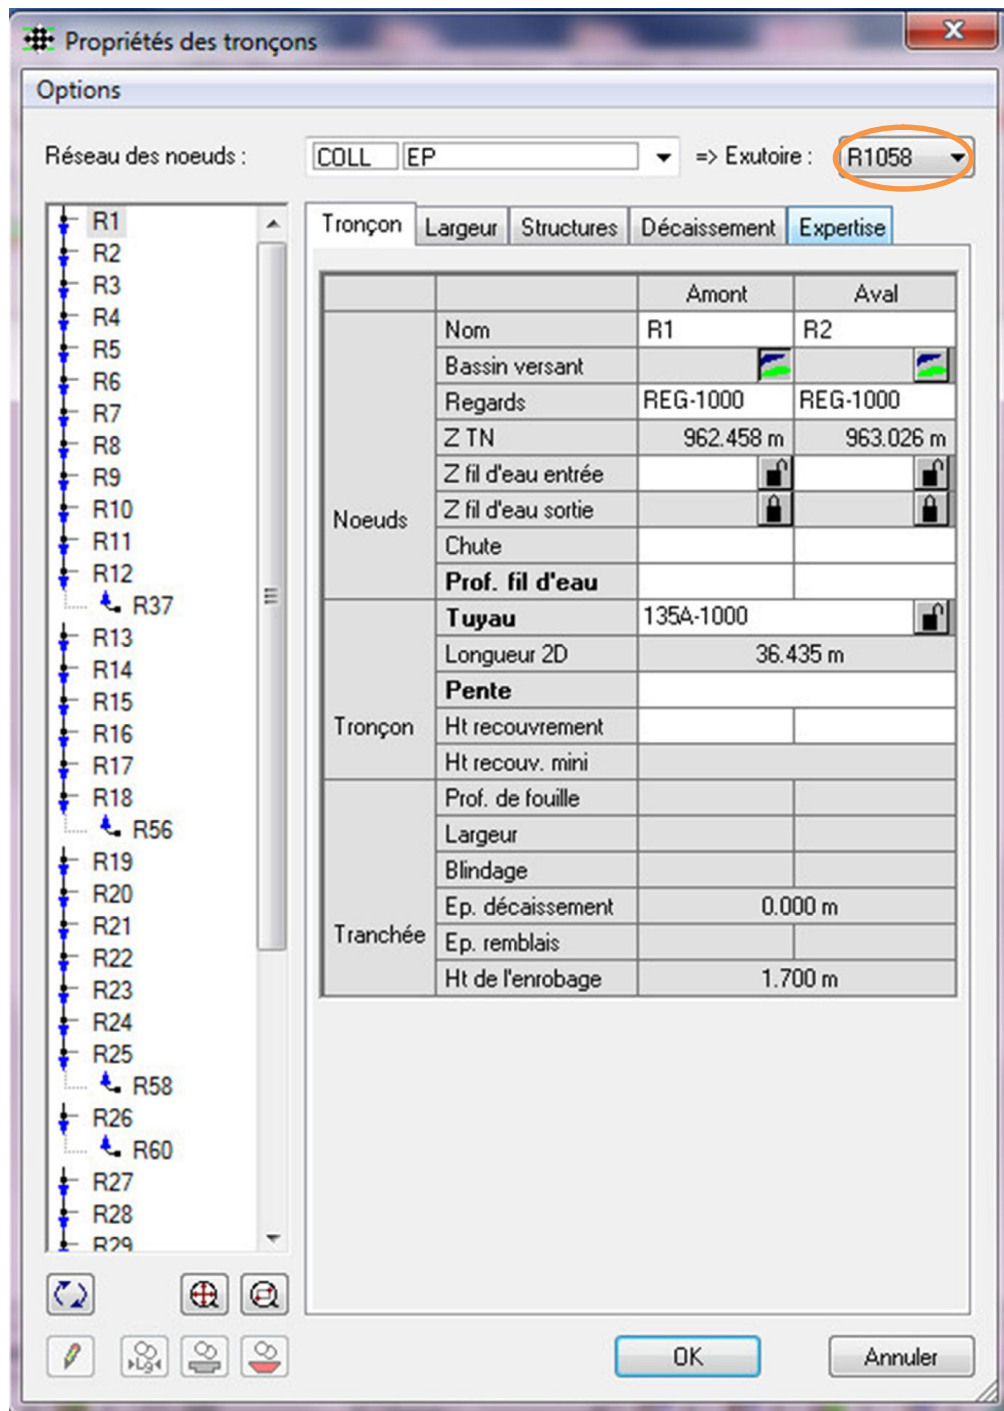 Propriétés des tronçons
Options
Réseau des noeuds :
COLL EP
=> Exutoire :
R1058
R1
R2
R3
R4
R5
R6
R7
R8
R9
R10
R11
R12
R37
R13
R14
R15
R16
R17
R18
R56
R19
R20
R21
R22
R23
R24
R25
R58
R26
R60
R27
R28
R29
Tronçon Largeur Structures Décaissement Expertise
Amont Aval
Noeuds
Nom R1 R2
Bassin versant
Regards REG-1000 REG-1000
Z TN 962.458 m 963.026 m
Z fil d'eau entrée
Z fil d'eau sortie
Chute
Prof. fil d'eau
Tronçon
Tuyau 135A-1000
Longueur 2D 36.435 m
Pente
Ht recouvrement
Ht recouv. mini
Tranchée
Prof. de fouille
Largeur
Blindage
Ep. décaissement 0.000 m
Ep. remblais
Ht de l'enrobage 1.700 m
Lg
OK
Annuler